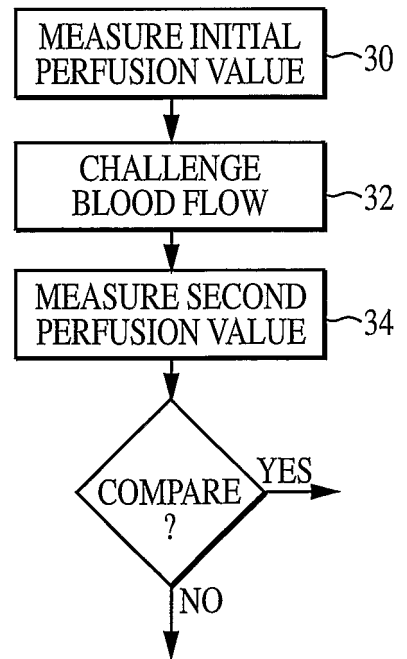 MEASURE INITIAL
PERFUSION VALUE
30
CHALLENGE
BLOOD FLOW
32
MEASURE SECOND
PERFUSION VALUE
34
COMPARE
?
YES
NO